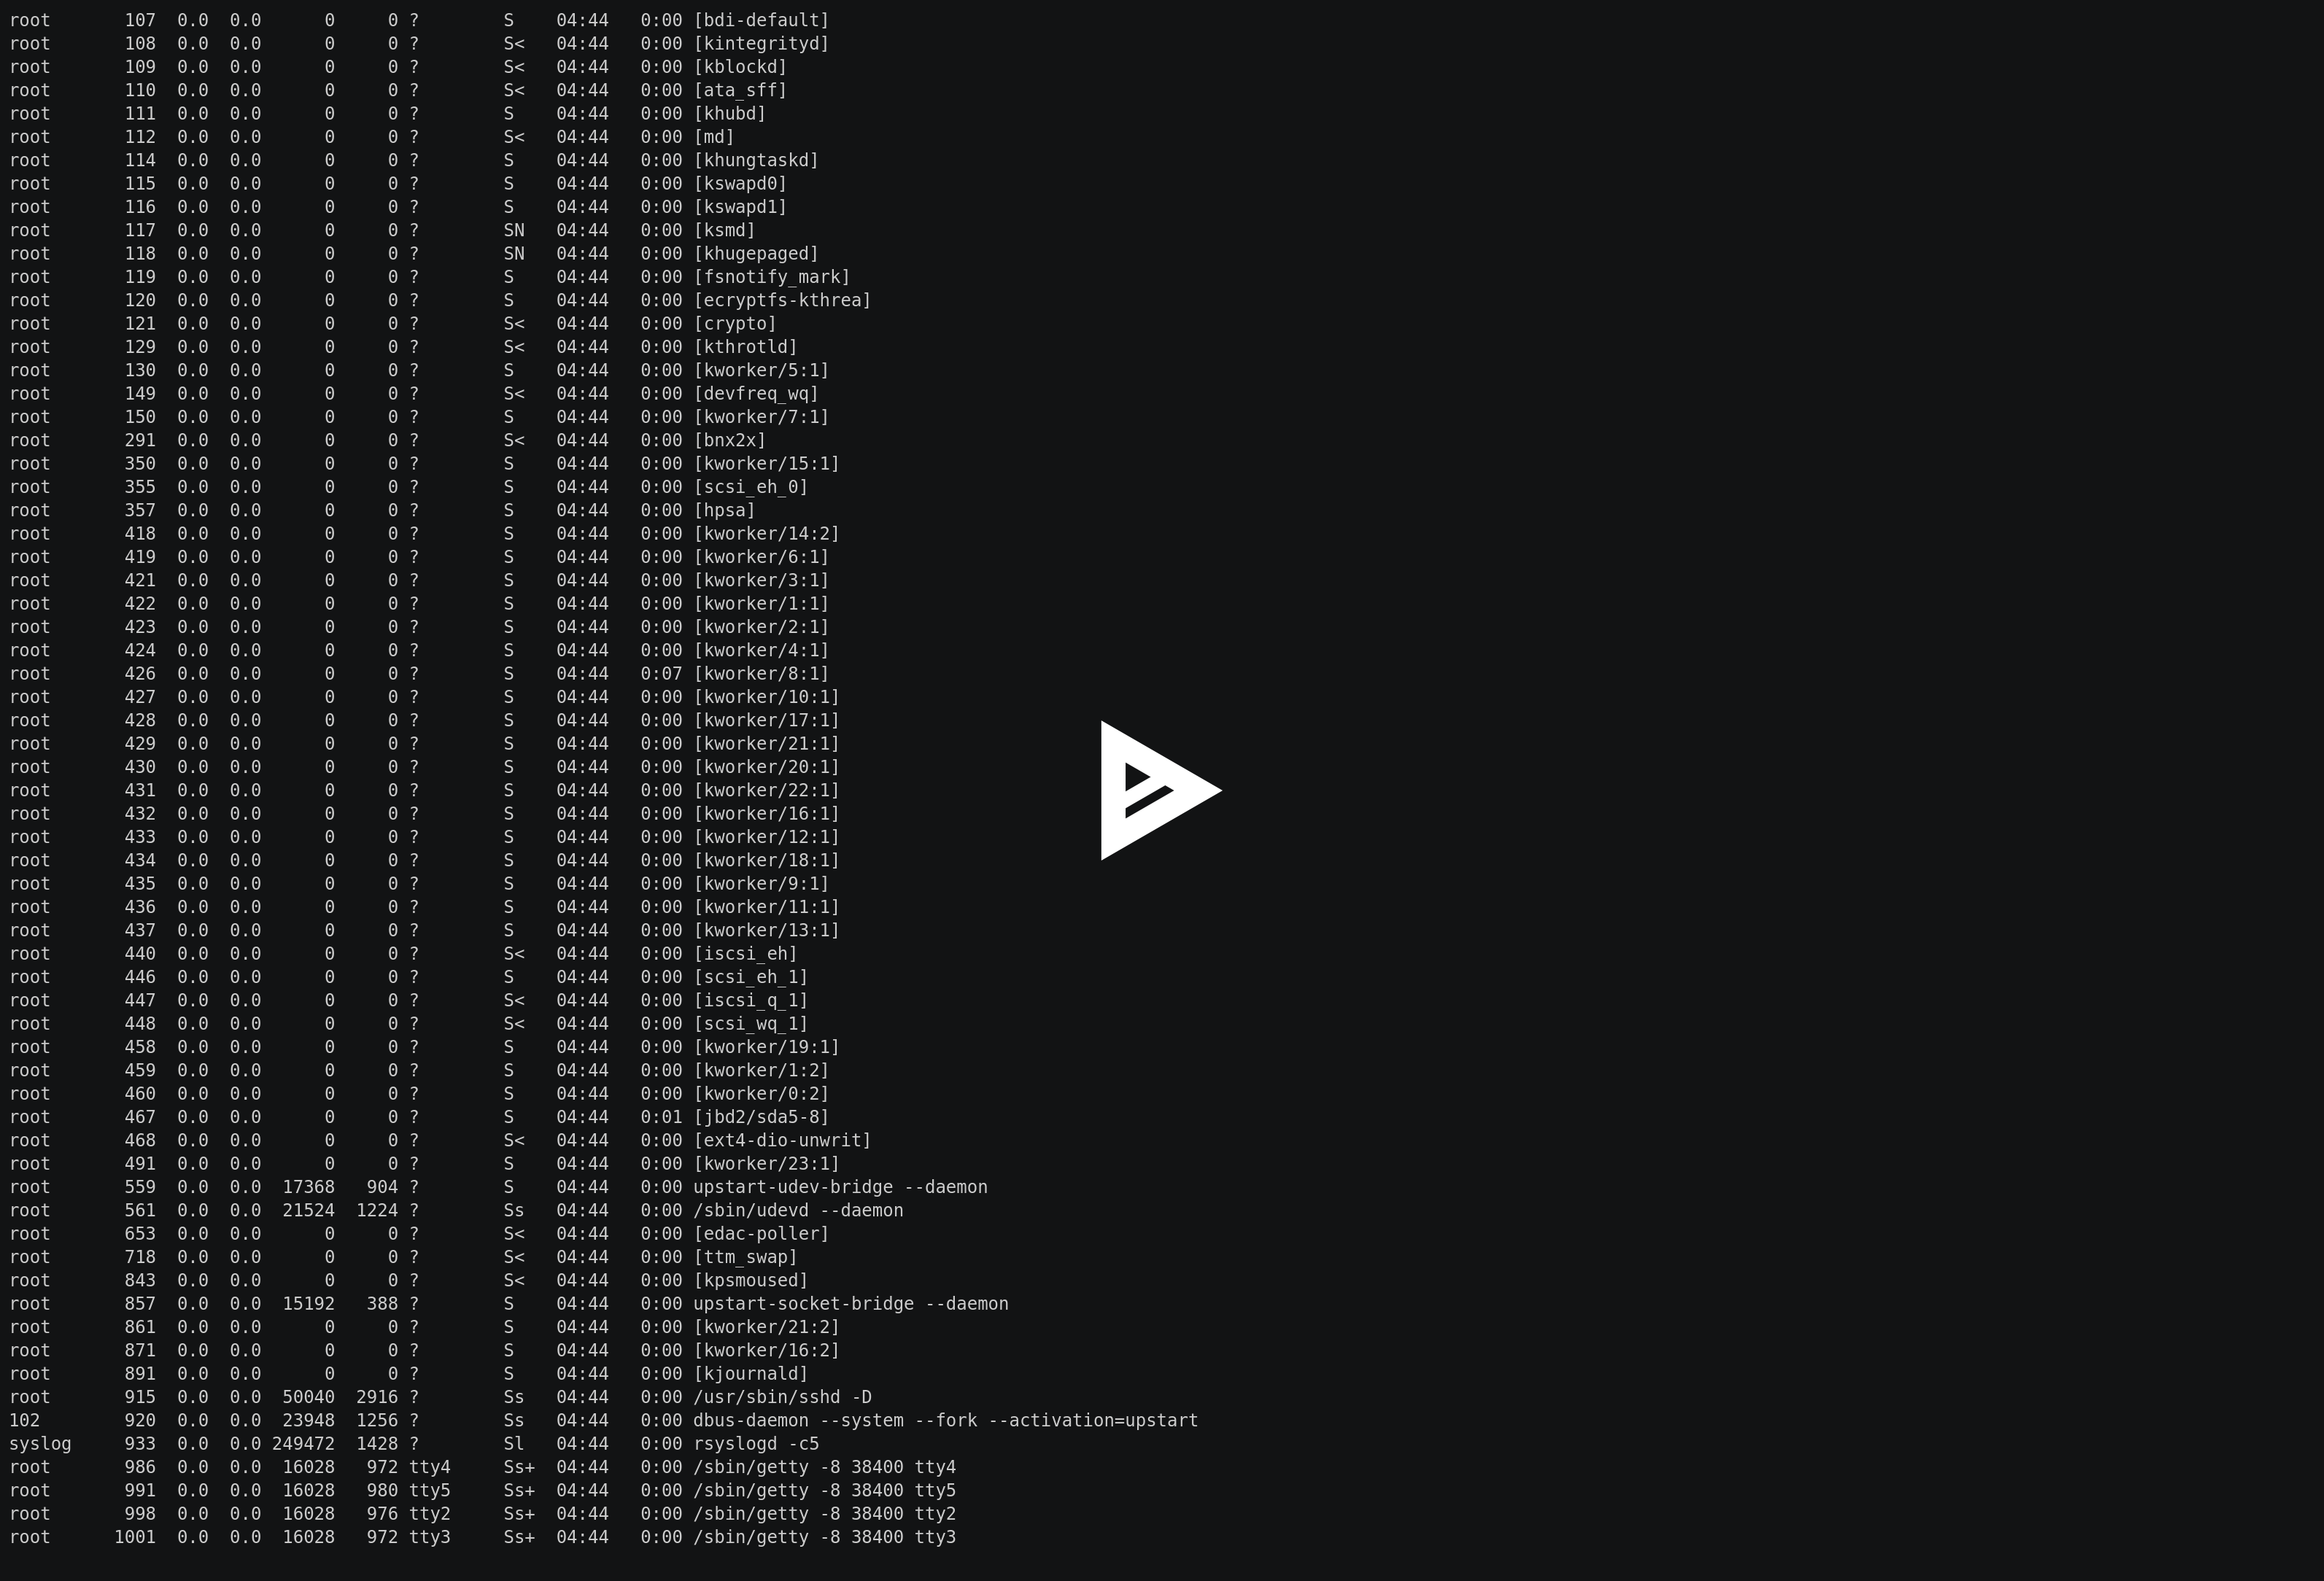 root       107  0.0  0.0      0     0 ?        S    04:44   0:00 [bdi-default]
root       108  0.0  0.0      0     0 ?        S<   04:44   0:00 [kintegrityd]
root       109  0.0  0.0      0     0 ?        S<   04:44   0:00 [kblockd]
root       110  0.0  0.0      0     0 ?        S<   04:44   0:00 [ata_sff]
root       111  0.0  0.0      0     0 ?        S    04:44   0:00 [khubd]
root       112  0.0  0.0      0     0 ?        S<   04:44   0:00 [md]
root       114  0.0  0.0      0     0 ?        S    04:44   0:00 [khungtaskd]
root       115  0.0  0.0      0     0 ?        S    04:44   0:00 [kswapd0]
root       116  0.0  0.0      0     0 ?        S    04:44   0:00 [kswapd1]
root       117  0.0  0.0      0     0 ?        SN   04:44   0:00 [ksmd]
root       118  0.0  0.0      0     0 ?        SN   04:44   0:00 [khugepaged]
root       119  0.0  0.0      0     0 ?        S    04:44   0:00 [fsnotify_mark]
root       120  0.0  0.0      0     0 ?        S    04:44   0:00 [ecryptfs-kthrea]
root       121  0.0  0.0      0     0 ?        S<   04:44   0:00 [crypto]
root       129  0.0  0.0      0     0 ?        S<   04:44   0:00 [kthrotld]
root       130  0.0  0.0      0     0 ?        S    04:44   0:00 [kworker/5:1]
root       149  0.0  0.0      0     0 ?        S<   04:44   0:00 [devfreq_wq]
root       150  0.0  0.0      0     0 ?        S    04:44   0:00 [kworker/7:1]
root       291  0.0  0.0      0     0 ?        S<   04:44   0:00 [bnx2x]
root       350  0.0  0.0      0     0 ?        S    04:44   0:00 [kworker/15:1]
root       355  0.0  0.0      0     0 ?        S    04:44   0:00 [scsi_eh_0]
root       357  0.0  0.0      0     0 ?        S    04:44   0:00 [hpsa]
root       418  0.0  0.0      0     0 ?        S    04:44   0:00 [kworker/14:2]
root       419  0.0  0.0      0     0 ?        S    04:44   0:00 [kworker/6:1]
root       421  0.0  0.0      0     0 ?        S    04:44   0:00 [kworker/3:1]
root       422  0.0  0.0      0     0 ?        S    04:44   0:00 [kworker/1:1]
root       423  0.0  0.0      0     0 ?        S    04:44   0:00 [kworker/2:1]
root       424  0.0  0.0      0     0 ?        S    04:44   0:00 [kworker/4:1]
root       426  0.0  0.0      0     0 ?        S    04:44   0:07 [kworker/8:1]
root       427  0.0  0.0      0     0 ?        S    04:44   0:00 [kworker/10:1]
root       428  0.0  0.0      0     0 ?        S    04:44   0:00 [kworker/17:1]
root       429  0.0  0.0      0     0 ?        S    04:44   0:00 [kworker/21:1]
root       430  0.0  0.0      0     0 ?        S    04:44   0:00 [kworker/20:1]
root       431  0.0  0.0      0     0 ?        S    04:44   0:00 [kworker/22:1]
root       432  0.0  0.0      0     0 ?        S    04:44   0:00 [kworker/16:1]
root       433  0.0  0.0      0     0 ?        S    04:44   0:00 [kworker/12:1]
root       434  0.0  0.0      0     0 ?        S    04:44   0:00 [kworker/18:1]
root       435  0.0  0.0      0     0 ?        S    04:44   0:00 [kworker/9:1]
root       436  0.0  0.0      0     0 ?        S    04:44   0:00 [kworker/11:1]
root       437  0.0  0.0      0     0 ?        S    04:44   0:00 [kworker/13:1]
root       440  0.0  0.0      0     0 ?        S<   04:44   0:00 [iscsi_eh]
root       446  0.0  0.0      0     0 ?        S    04:44   0:00 [scsi_eh_1]
root       447  0.0  0.0      0     0 ?        S<   04:44   0:00 [iscsi_q_1]
root       448  0.0  0.0      0     0 ?        S<   04:44   0:00 [scsi_wq_1]
root       458  0.0  0.0      0     0 ?        S    04:44   0:00 [kworker/19:1]
root       459  0.0  0.0      0     0 ?        S    04:44   0:00 [kworker/1:2]
root       460  0.0  0.0      0     0 ?        S    04:44   0:00 [kworker/0:2]
root       467  0.0  0.0      0     0 ?        S    04:44   0:01 [jbd2/sda5-8]
root       468  0.0  0.0      0     0 ?        S<   04:44   0:00 [ext4-dio-unwrit]
root       491  0.0  0.0      0     0 ?        S    04:44   0:00 [kworker/23:1]
root       559  0.0  0.0  17368   904 ?        S    04:44   0:00 upstart-udev-bridge --daemon
root       561  0.0  0.0  21524  1224 ?        Ss   04:44   0:00 /sbin/udevd --daemon
root       653  0.0  0.0      0     0 ?        S<   04:44   0:00 [edac-poller]
root       718  0.0  0.0      0     0 ?        S<   04:44   0:00 [ttm_swap]
root       843  0.0  0.0      0     0 ?        S<   04:44   0:00 [kpsmoused]
root       857  0.0  0.0  15192   388 ?        S    04:44   0:00 upstart-socket-bridge --daemon
root       861  0.0  0.0      0     0 ?        S    04:44   0:00 [kworker/21:2]
root       871  0.0  0.0      0     0 ?        S    04:44   0:00 [kworker/16:2]
root       891  0.0  0.0      0     0 ?        S    04:44   0:00 [kjournald]
root       915  0.0  0.0  50040  2916 ?        Ss   04:44   0:00 /usr/sbin/sshd -D
102        920  0.0  0.0  23948  1256 ?        Ss   04:44   0:00 dbus-daemon --system --fork --activation=upstart
syslog     933  0.0  0.0 249472  1428 ?        Sl   04:44   0:00 rsyslogd -c5
root       986  0.0  0.0  16028   972 tty4     Ss+  04:44   0:00 /sbin/getty -8 38400 tty4
root       991  0.0  0.0  16028   980 tty5     Ss+  04:44   0:00 /sbin/getty -8 38400 tty5
root       998  0.0  0.0  16028   976 tty2     Ss+  04:44   0:00 /sbin/getty -8 38400 tty2
root      1001  0.0  0.0  16028   972 tty3     Ss+  04:44   0:00 /sbin/getty -8 38400 tty3